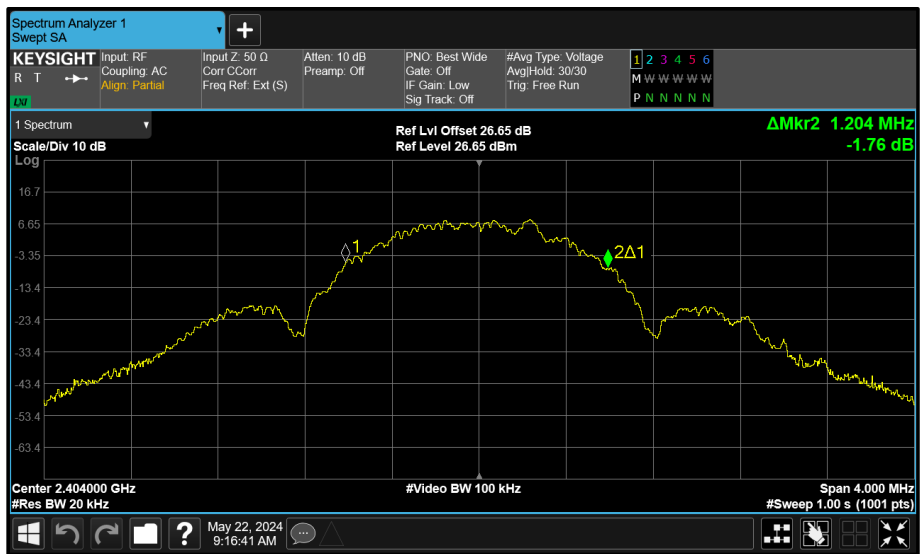 Spectrum Analyzer 1
Swept SA
+
KEYSIGHT
R T
LXI
Input: RF
Coupling: AC
Align: Partial
Input Z: 50 Ω
Corr CCorr
Freq Ref: Ext (S)
Atten: 10 dB
Preamp: Off
PNO: Best Wide
Gate: Off
IF Gain: Low
Sig Track: Off
#Avg Type: Voltage
Avg|Hold: 30/30
Trig: Free Run
1 2 3 4 5 6
M W W W W W
P N N N N N
1 Spectrum
Scale/Div 10 dB
Ref Lvl Offset 26.65 dB
Ref Level 26.65 dBm
ΔMkr2 1.204 MHz
-1.76 dB
Log
16.7
6.65
-3.35
-13.4
-23.4
-33.4
-43.4
-53.4
-63.4
1
2Δ1
Center 2.404000 GHz
#Video BW 100 kHz
Span 4.000 MHz
#Res BW 20 kHz
#Sweep 1.00 s (1001 pts)
?
May 22, 2024
9:16:41 AM